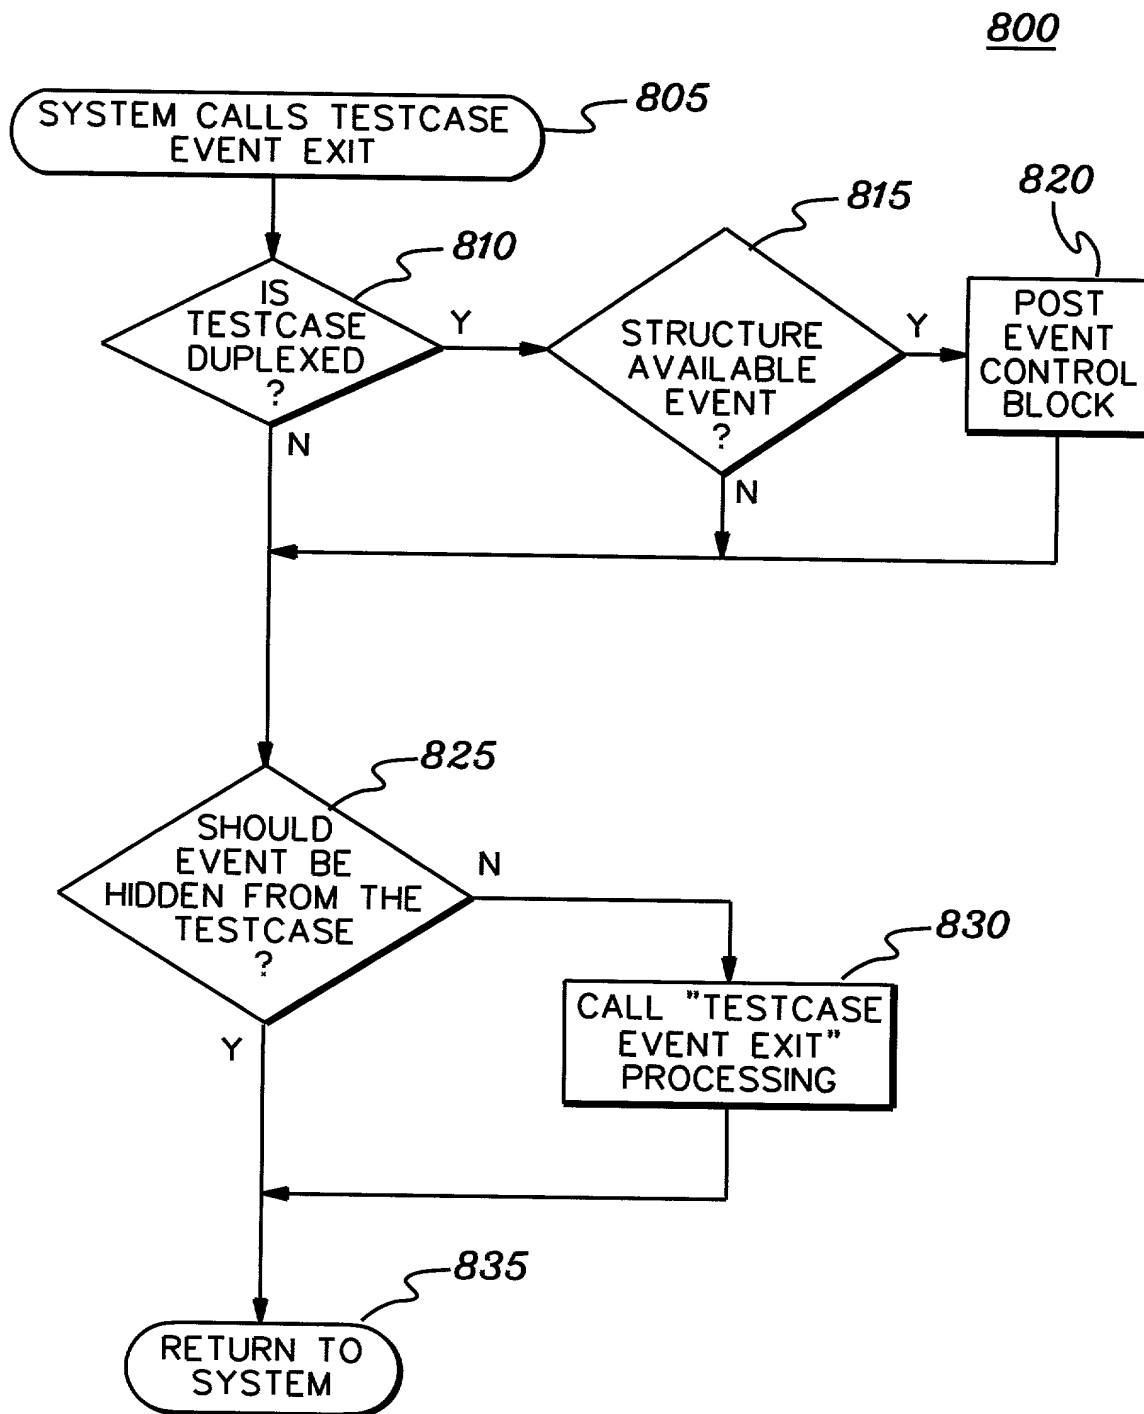 800
SYSTEM CALLS TESTCASE
EVENT EXIT
805
810
IS
TESTCASE
DUPLEXED
?
Y
N
815
STRUCTURE
AVAILABLE
EVENT
?
Y
N
820
POST
EVENT
CONTROL
BLOCK
825
SHOULD
EVENT BE
HIDDEN FROM THE
TESTCASE
?
N
Y
830
CALL "TESTCASE
EVENT EXIT"
PROCESSING
835
RETURN TO
SYSTEM